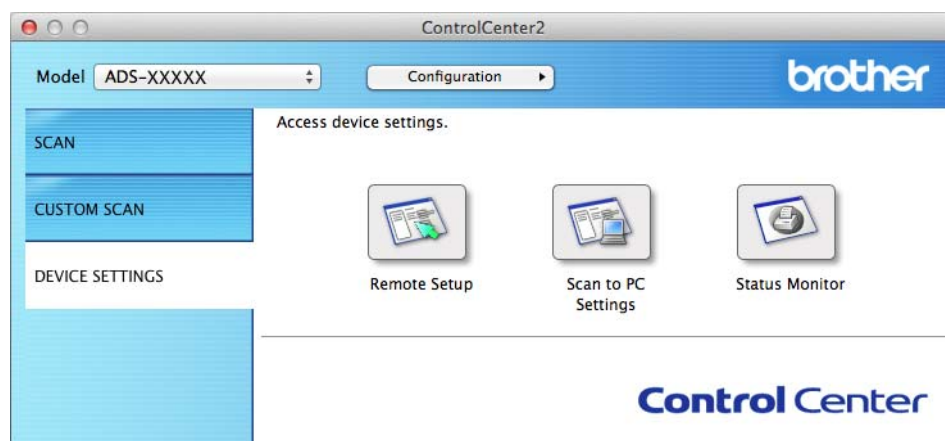 ControlCenter2
Model ADS-XXXXX Configuration brother
SCAN
CUSTOM SCAN
DEVICE SETTINGS
Access device settings.
Remote Setup
Scan to PC
Settings
Status Monitor
Control Center